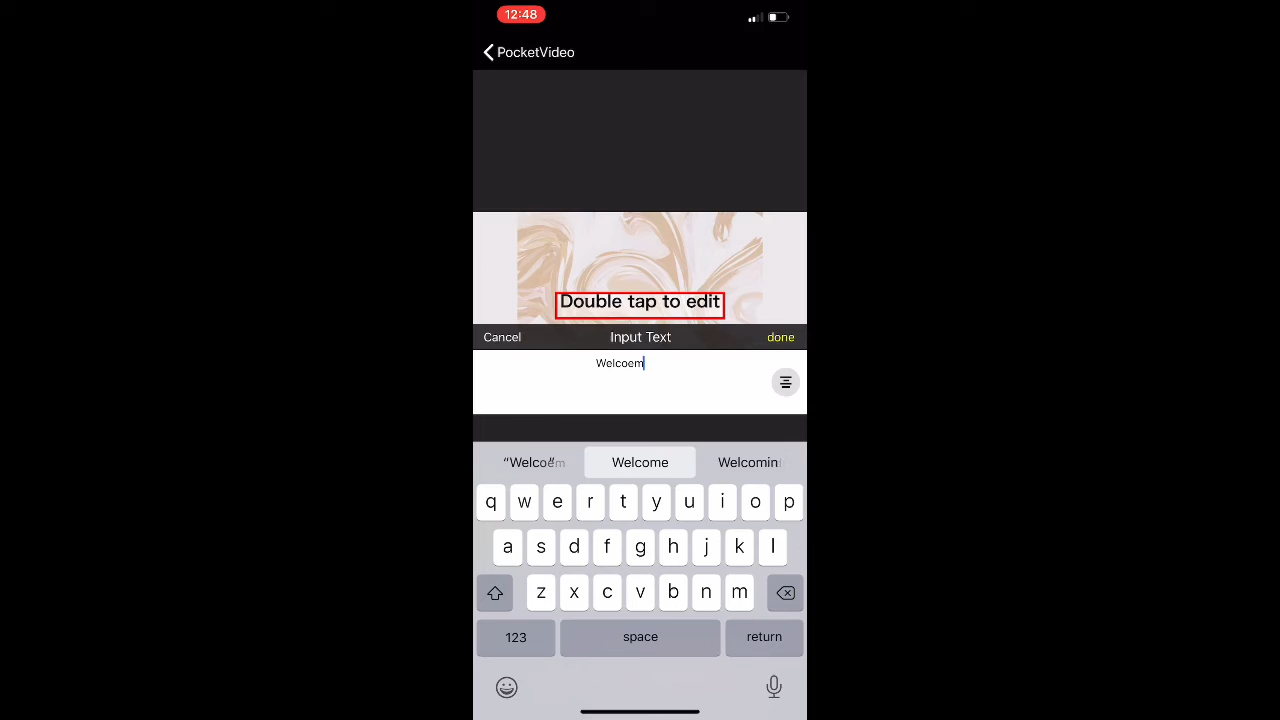 12:48
PocketVideo
Double tap to edit
Cancel Input Text done
Welcoem
"Welcoem" Welcome Welcomin
q w e r t y u i o p
a s d f g h j k l
z x c v b n m
123 space return